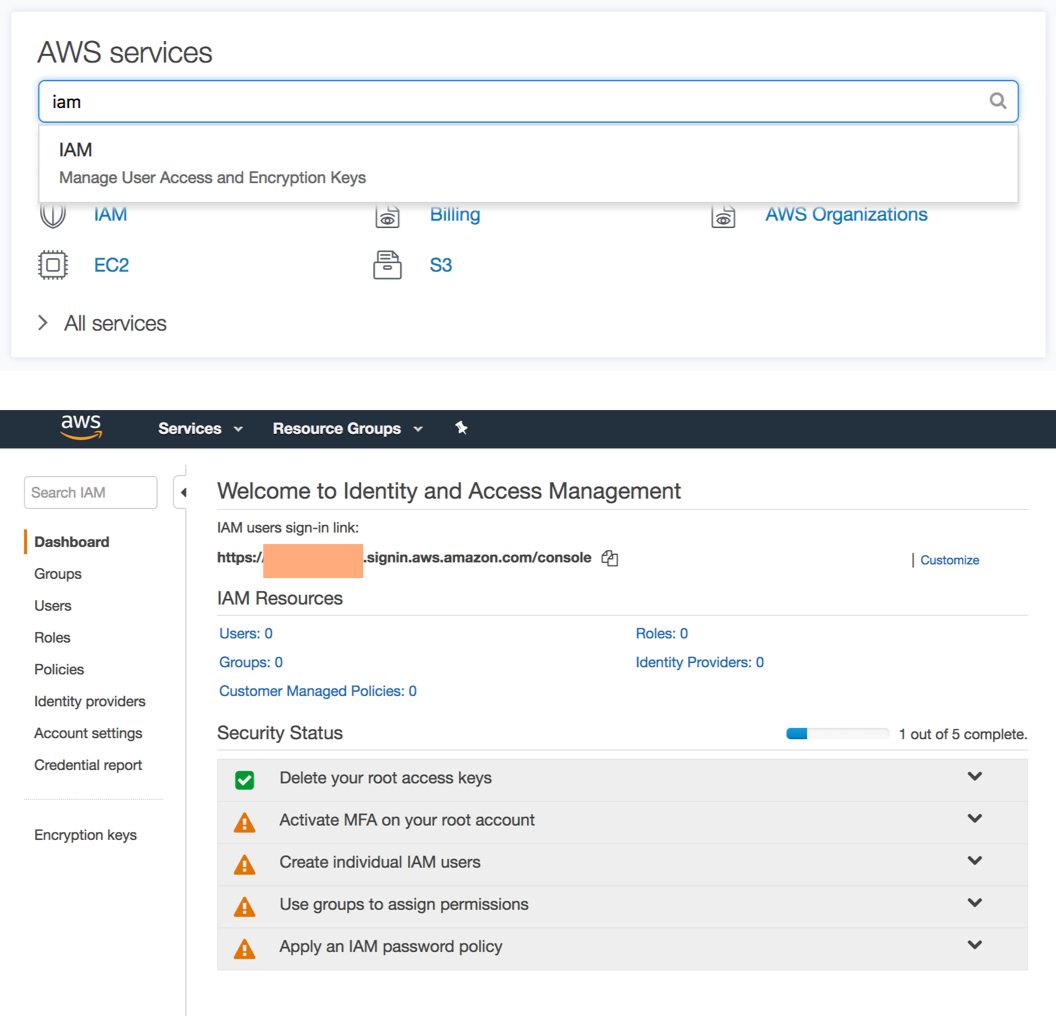 AWS services
iam
IAM
Manage User Access and Encryption Keys
IAM Billing AWS Organizations
EC2 S3
All services
aws Services Resource Groups
Search IAM
Welcome to Identity and Access Management
IAM users sign-in link:
https:/ .signin.aws.amazon.com/console
Customize
Dashboard
Groups
Users
Roles
Policies
Identity providers
Account settings
Credential report
Encryption keys
IAM Resources
Users: 0 Roles: 0
Groups: 0 Identity Providers: 0
Customer Managed Policies: 0
Security Status 1 out of 5 complete.
Delete your root access keys
Activate MFA on your root account
Create individual IAM users
Use groups to assign permissions
Apply an IAM password policy